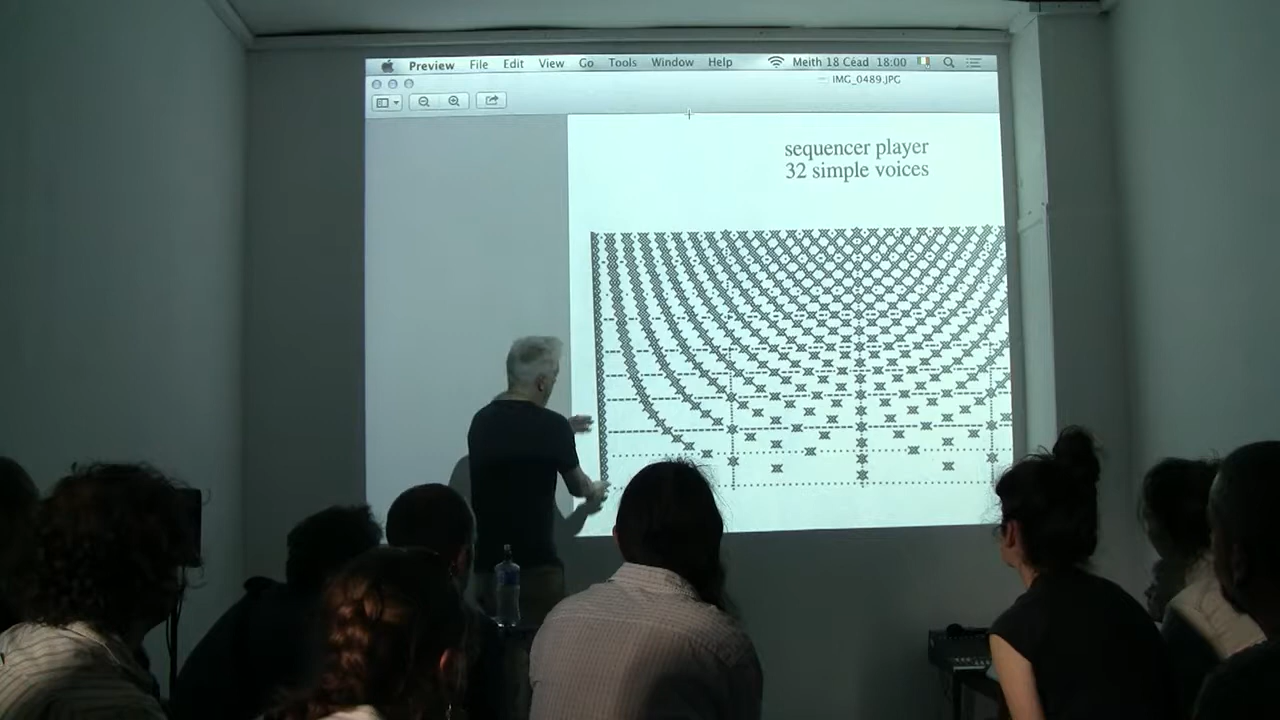 Preview File Edit View Go Tools Window Help Meith 18 Céad 18:00
IMG_0489.JPG
sequencer player
32 simple voices